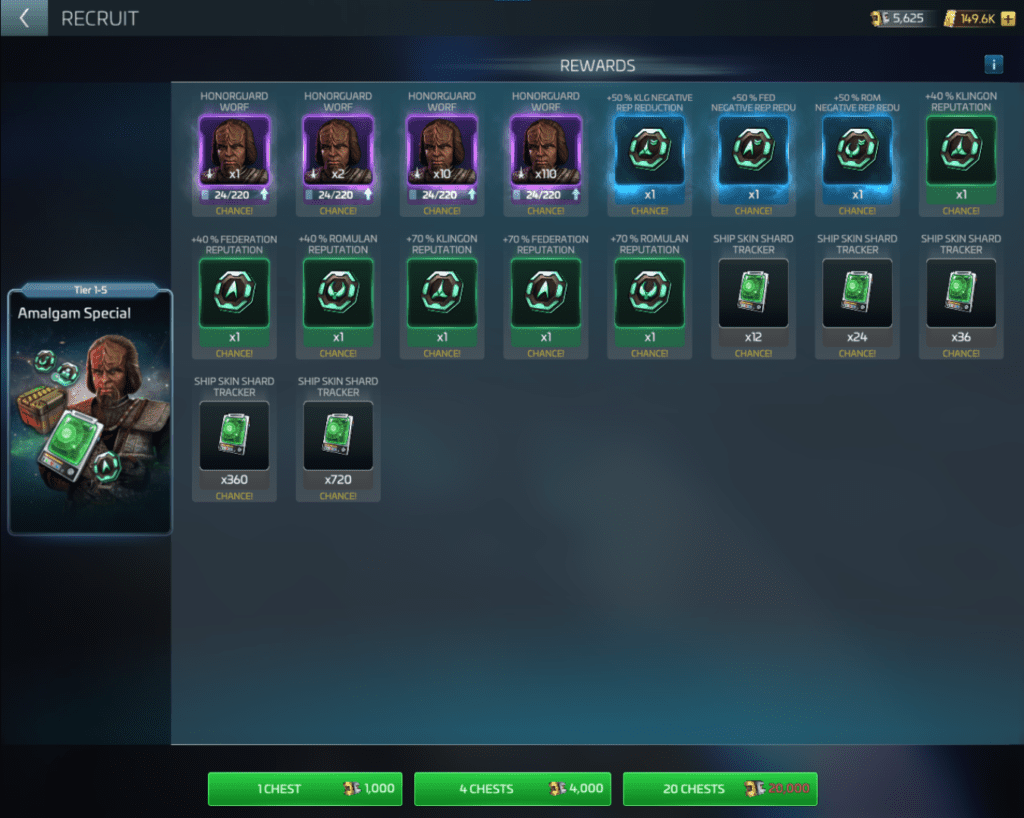 RECRUIT
5,625
149.6K
REWARDS
i
HONORGUARD HONORGUARD HONORGUARD HONORGUARD +50 % KLG NEGATIVE +50 % FED +50 % ROM +40 % KLINGON
WORF WORF WORF WORF REP REDUCTION NEGATIVE REP REDU NEGATIVE REP REDU REPUTATION
x1 x2 x10 x110
24/220 24/220 24/220 24/220 x1 x1 x1 x1
CHANCE! CHANCE! CHANCE! CHANCE! CHANCE! CHANCE! CHANCE! CHANCE!
+40 % FEDERATION +40 % ROMULAN +70 % KLINGON +70 % FEDERATION +70 % ROMULAN SHIP SKIN SHARD SHIP SKIN SHARD SHIP SKIN SHARD
REPUTATION REPUTATION REPUTATION REPUTATION REPUTATION TRACKER TRACKER TRACKER
x1 x1 x1 x1 x1 x12 x24 x36
CHANCE! CHANCE! CHANCE! CHANCE! CHANCE! CHANCE! CHANCE! CHANCE!
Tier 1-5
Amalgam Special
SHIP SKIN SHARD SHIP SKIN SHARD
TRACKER TRACKER
x360 x720
CHANCE! CHANCE!
1 CHEST 1,000 4 CHESTS 4,000 20 CHESTS 20,000